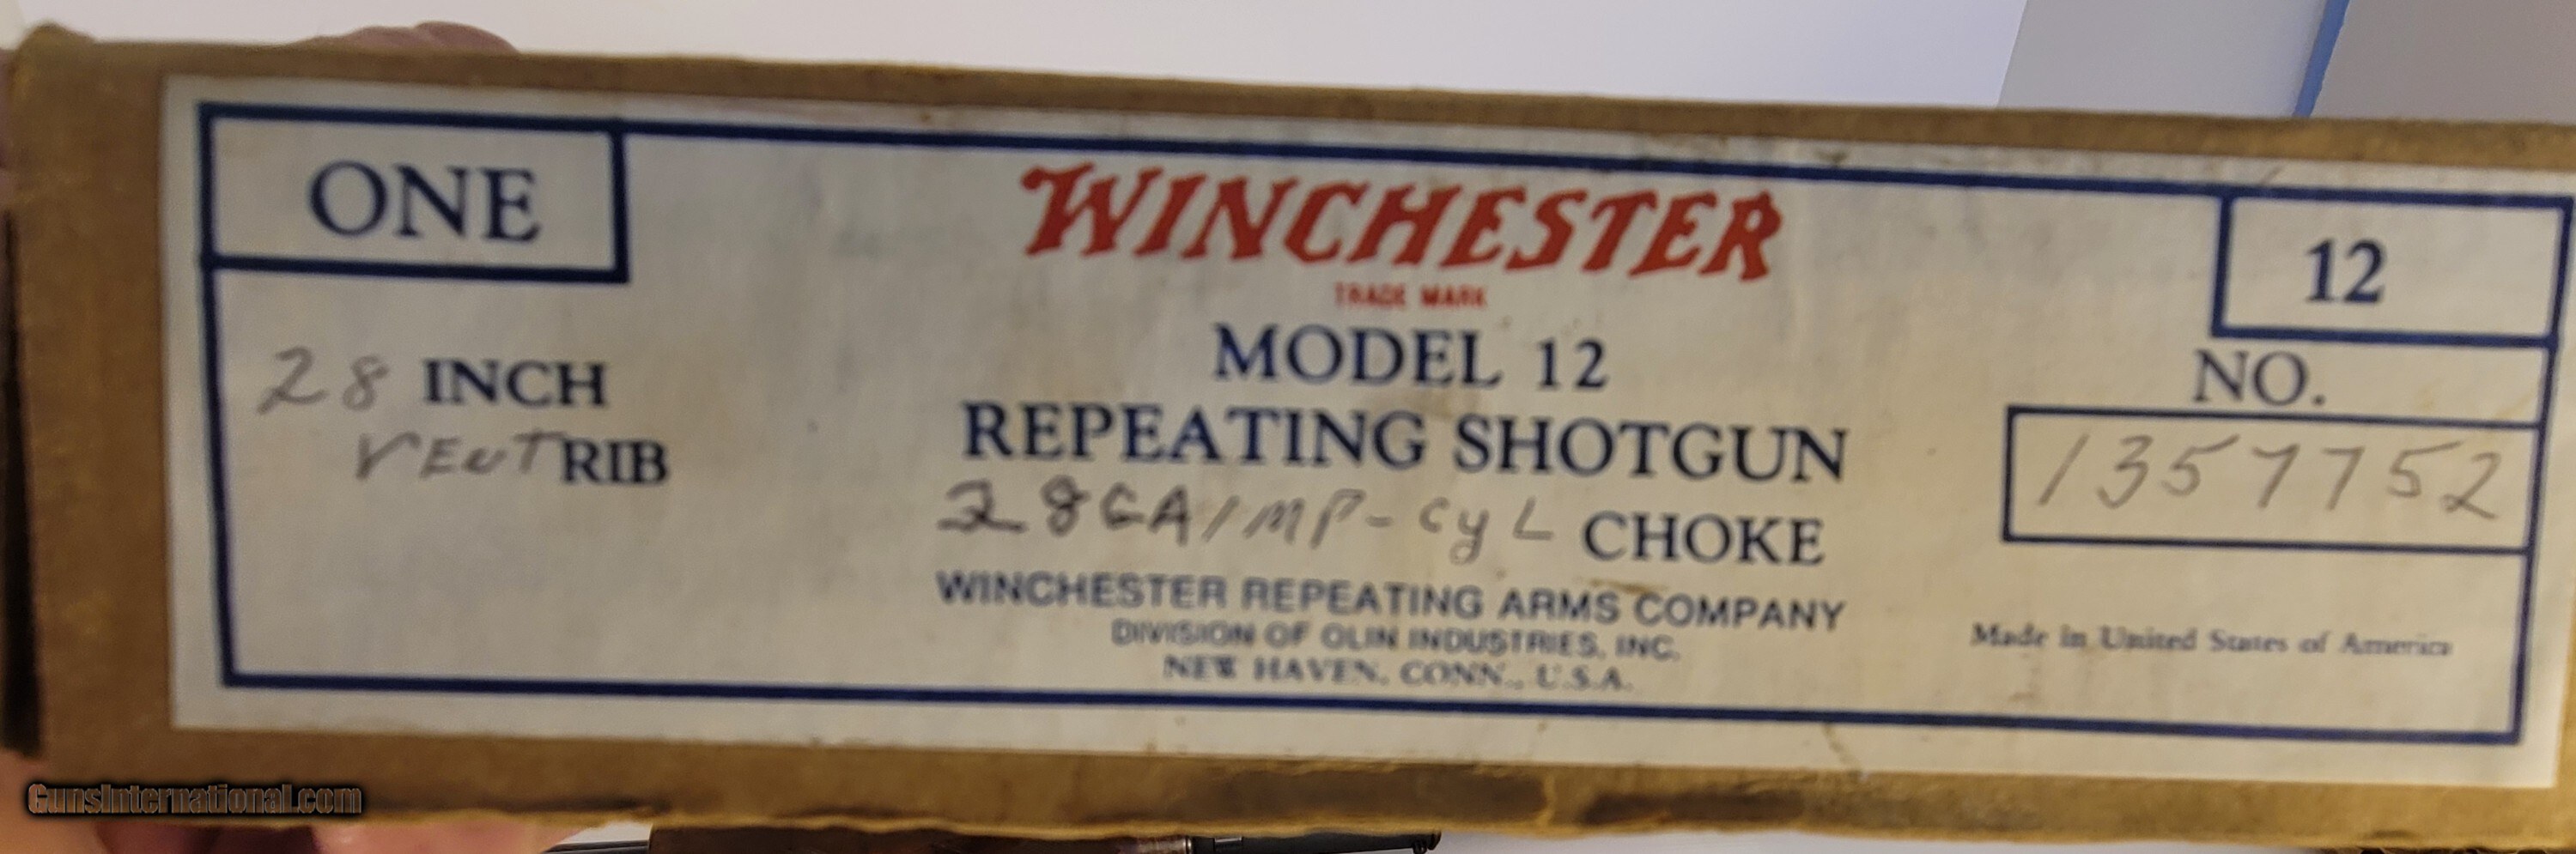 ONE
WINCHESTER
TRADE MARK
12
MODEL 12
NO.
28 INCH
VENT RIB
REPEATING SHOTGUN
1357752
28GA IMP-CyL CHOKE
WINCHESTER REPEATING ARMS COMPANY
DIVISION OF OLIN INDUSTRIES, INC.
NEW HAVEN, CONN., U.S.A.
Made in United States of America
GunsInternational.com